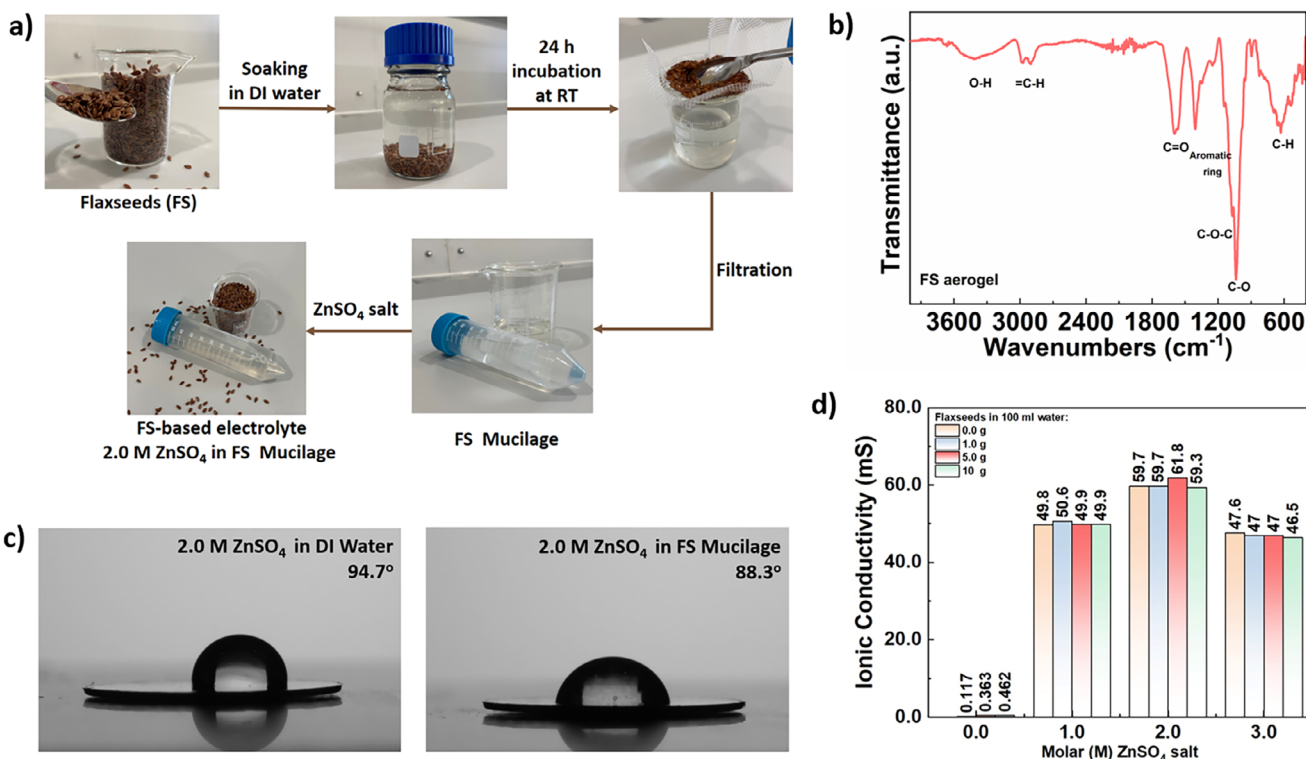 a)
Soaking
in DI water
24 h
incubation
at RT
Flaxseeds (FS)
Filtration
ZnSO₄ salt
FS-based electrolyte
2.0 M ZnSO₄ in FS Mucilage
FS Mucilage
b)
Transmittance (a.u.)
O-H
=C-H
C=O
Aromatic
ring
C-O-C
C-O
C-H
FS aerogel
3600 3000 2400 1800 1200 600
Wavenumbers (cm⁻¹)
c)
2.0 M ZnSO₄ in DI Water
94.7°
2.0 M ZnSO₄ in FS Mucilage
88.3°
d)
Ionic Conductivity (mS)
80.0
60.0
40.0
20.0
0.0
Flaxseeds in 100 ml water:
0.0 g
1.0 g
5.0 g
10 g
0.117 0.363 0.462
49.8 50.6 49.9 49.9
59.7 59.7 61.8 59.3
47.6 47 47 46.5
0.0 1.0 2.0 3.0
Molar (M) ZnSO₄ salt